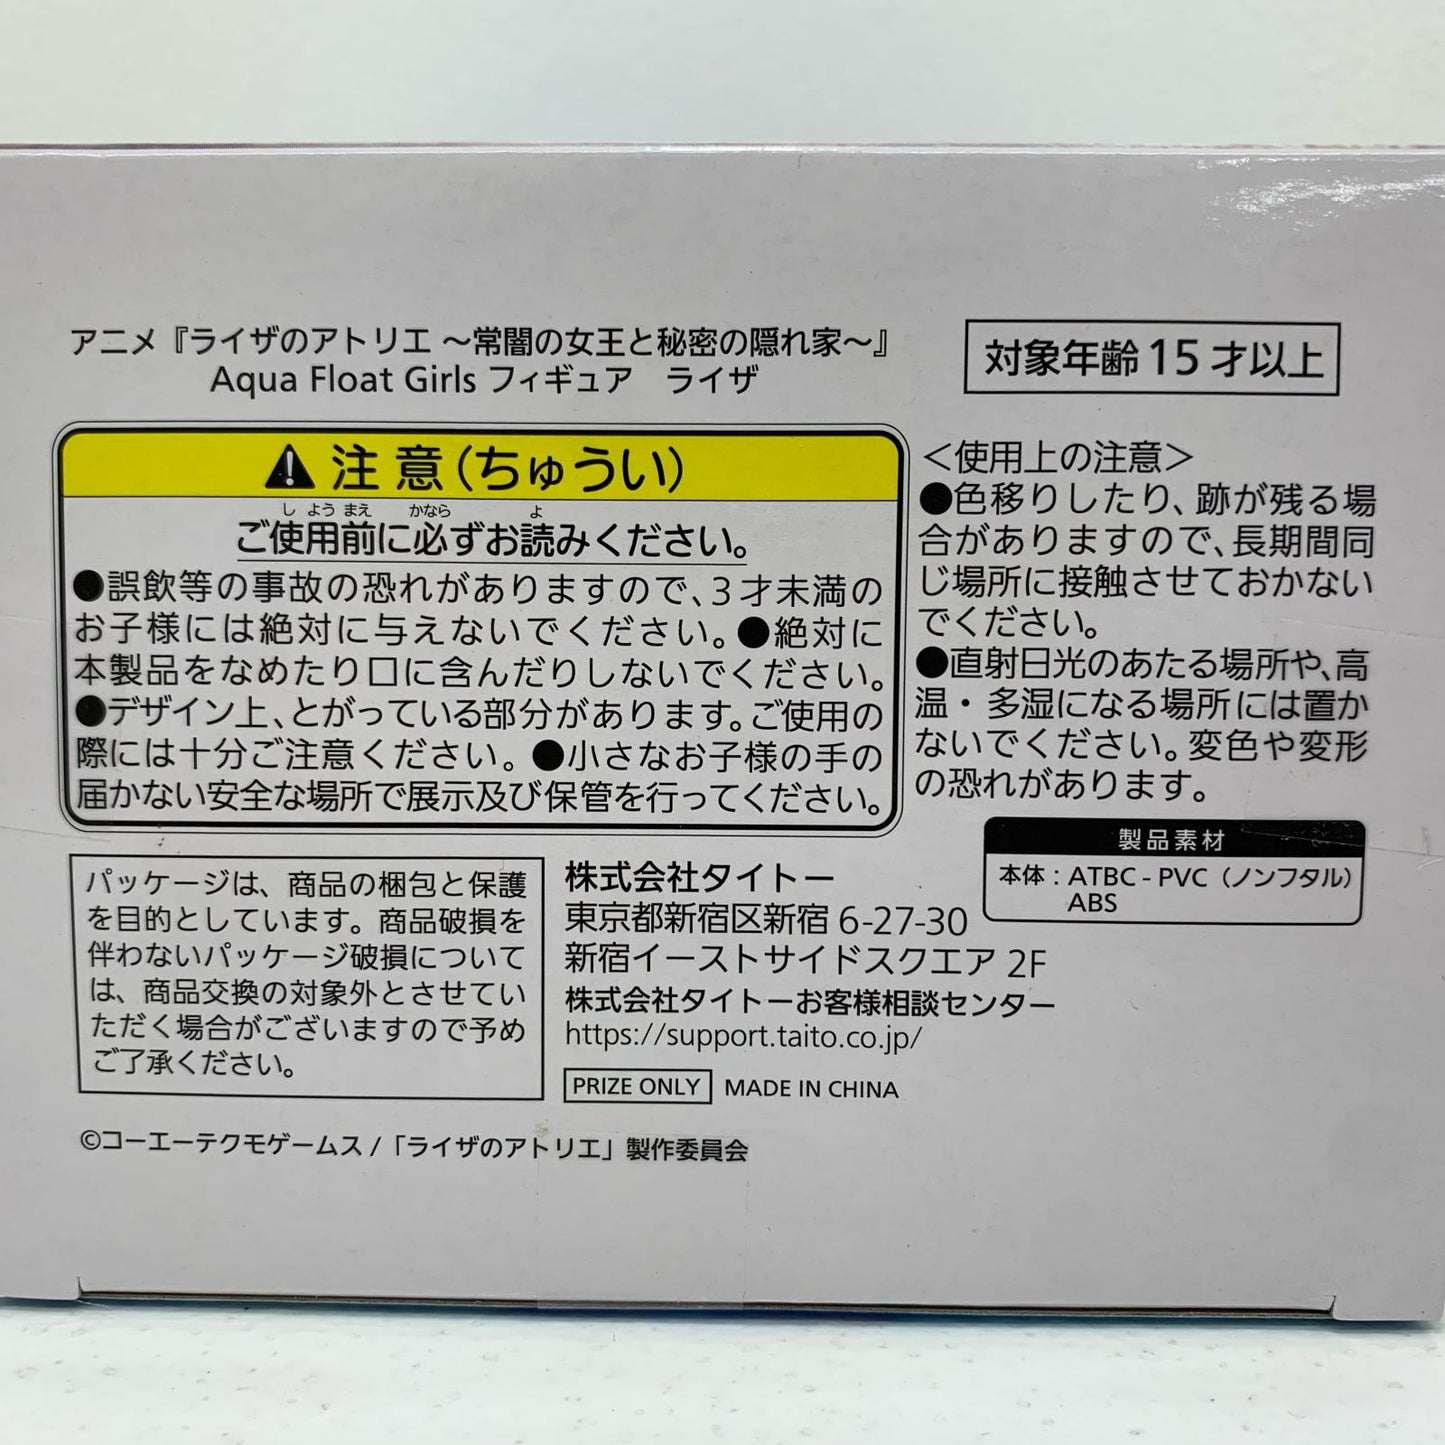 アニメ『ライザのアトリエ ～常闇の女王と秘密の隠れ家～』
Aqua Float Girls フィギュア　ライザ
対象年齢 15 才以上
注意(ちゅうい)
し よう まえ かなら よ
ご使用前に必ずお読みください。
●誤飲等の事故の恐れがありますので、3 才未満の
お子様には絶対に与えないでください。●絶対に
本製品をなめたり口に含んだりしないでください。
●デザイン上、とがっている部分があります。ご使用の
際には十分ご注意ください。●小さなお子様の手の
届かない安全な場所で展示及び保管を行ってください。
＜使用上の注意＞
●色移りしたり、跡が残る場
合がありますので、長期間同
じ場所に接触させておかない
でください。
●直射日光のあたる場所や、高
温・多湿になる場所には置か
ないでください。変色や変形
の恐れがあります。
製品素材
本体：ATBC - PVC（ノンフタル）
ABS
パッケージは、商品の梱包と保護
を目的としています。商品破損を
伴わないパッケージ破損について
は、商品交換の対象外とさせてい
ただく場合がございますので予め
ご了承ください。
株式会社タイトー
東京都新宿区新宿 6-27-30
新宿イーストサイドスクエア 2F
株式会社タイトーお客様相談センター
https://support.taito.co.jp/
PRIZE ONLY MADE IN CHINA
©コーエーテクモゲームス /「ライザのアトリエ」製作委員会